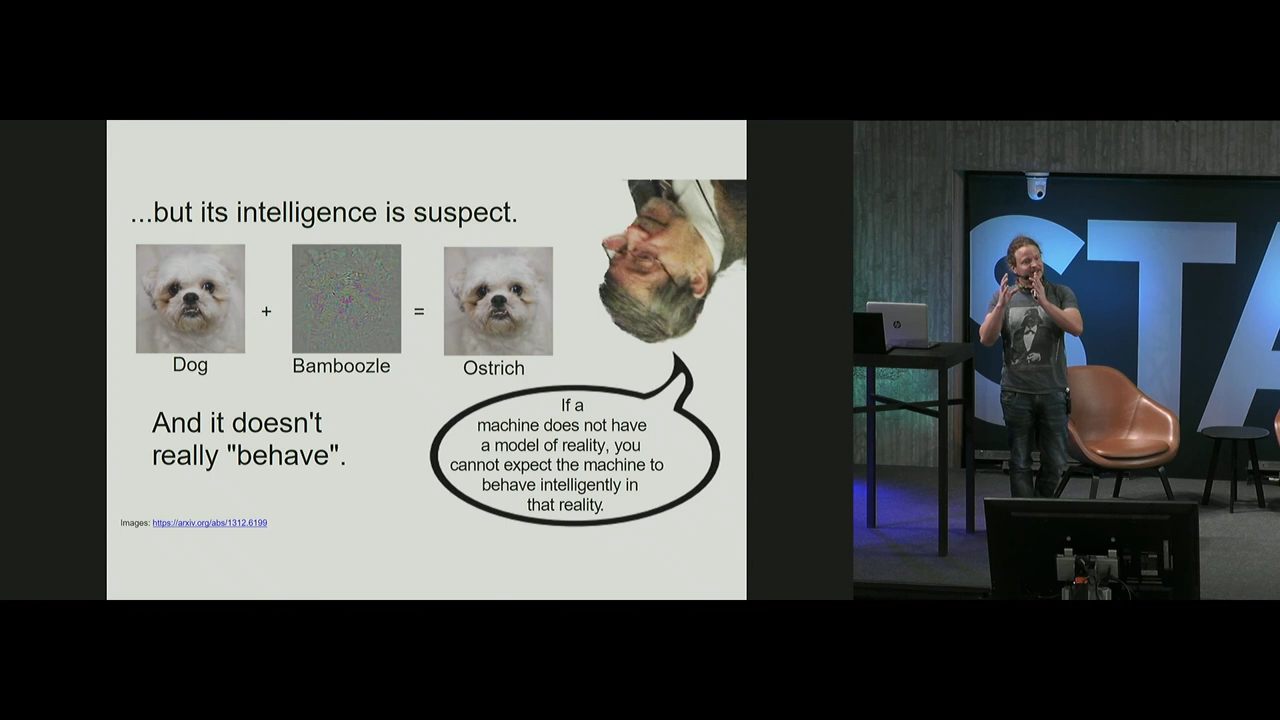 ...but its intelligence is suspect.
+
=
Dog
Bamboozle
Ostrich
And it doesn't
really "behave".
If a
machine does not have
a model of reality, you
cannot expect the machine to
behave intelligently in
that reality.
Images: https://arxiv.org/abs/1312.6199
STA
hp